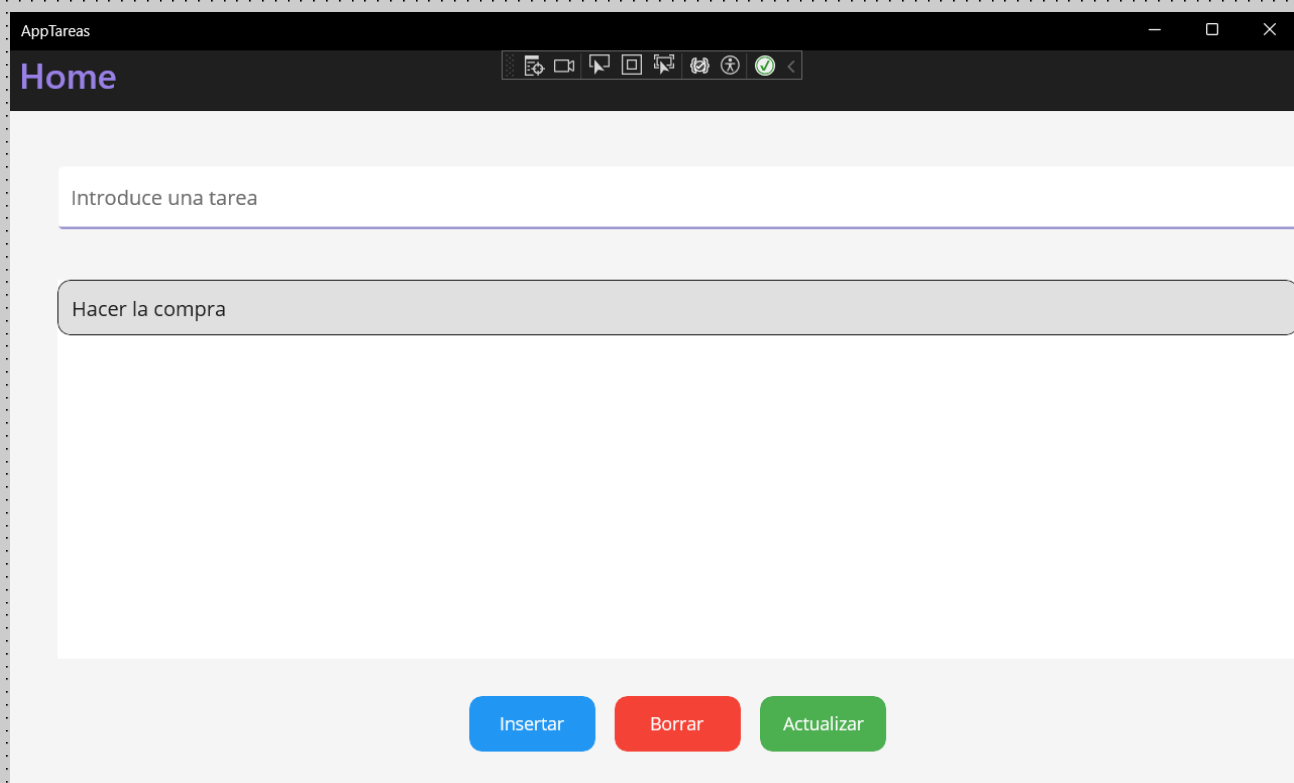 AppTareas
Home
Introduce una tarea
Hacer la compra
Insertar
Borrar
Actualizar